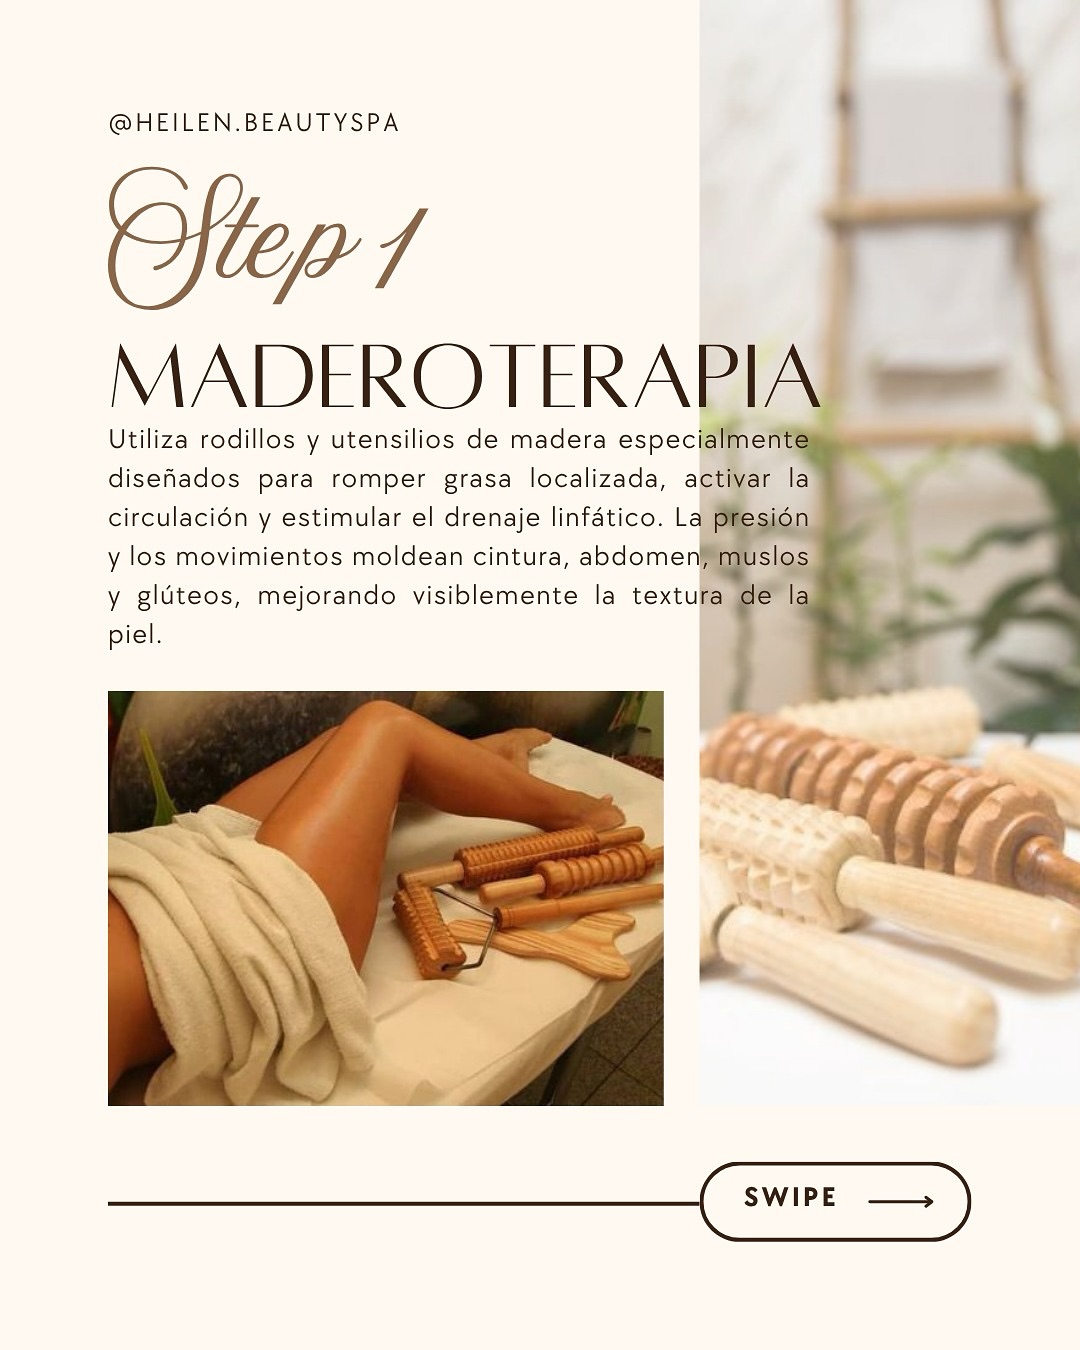 @HEILEN.BEAUTYSPA
Step 1
MADEROTERAPIA
Utiliza rodillos y utensilios de madera especialmente
diseñados para romper grasa localizada, activar la
circulación y estimular el drenaje linfático. La presión
y los movimientos moldean cintura, abdomen, muslos
y glúteos, mejorando visiblemente la textura de la
piel.
SWIPE